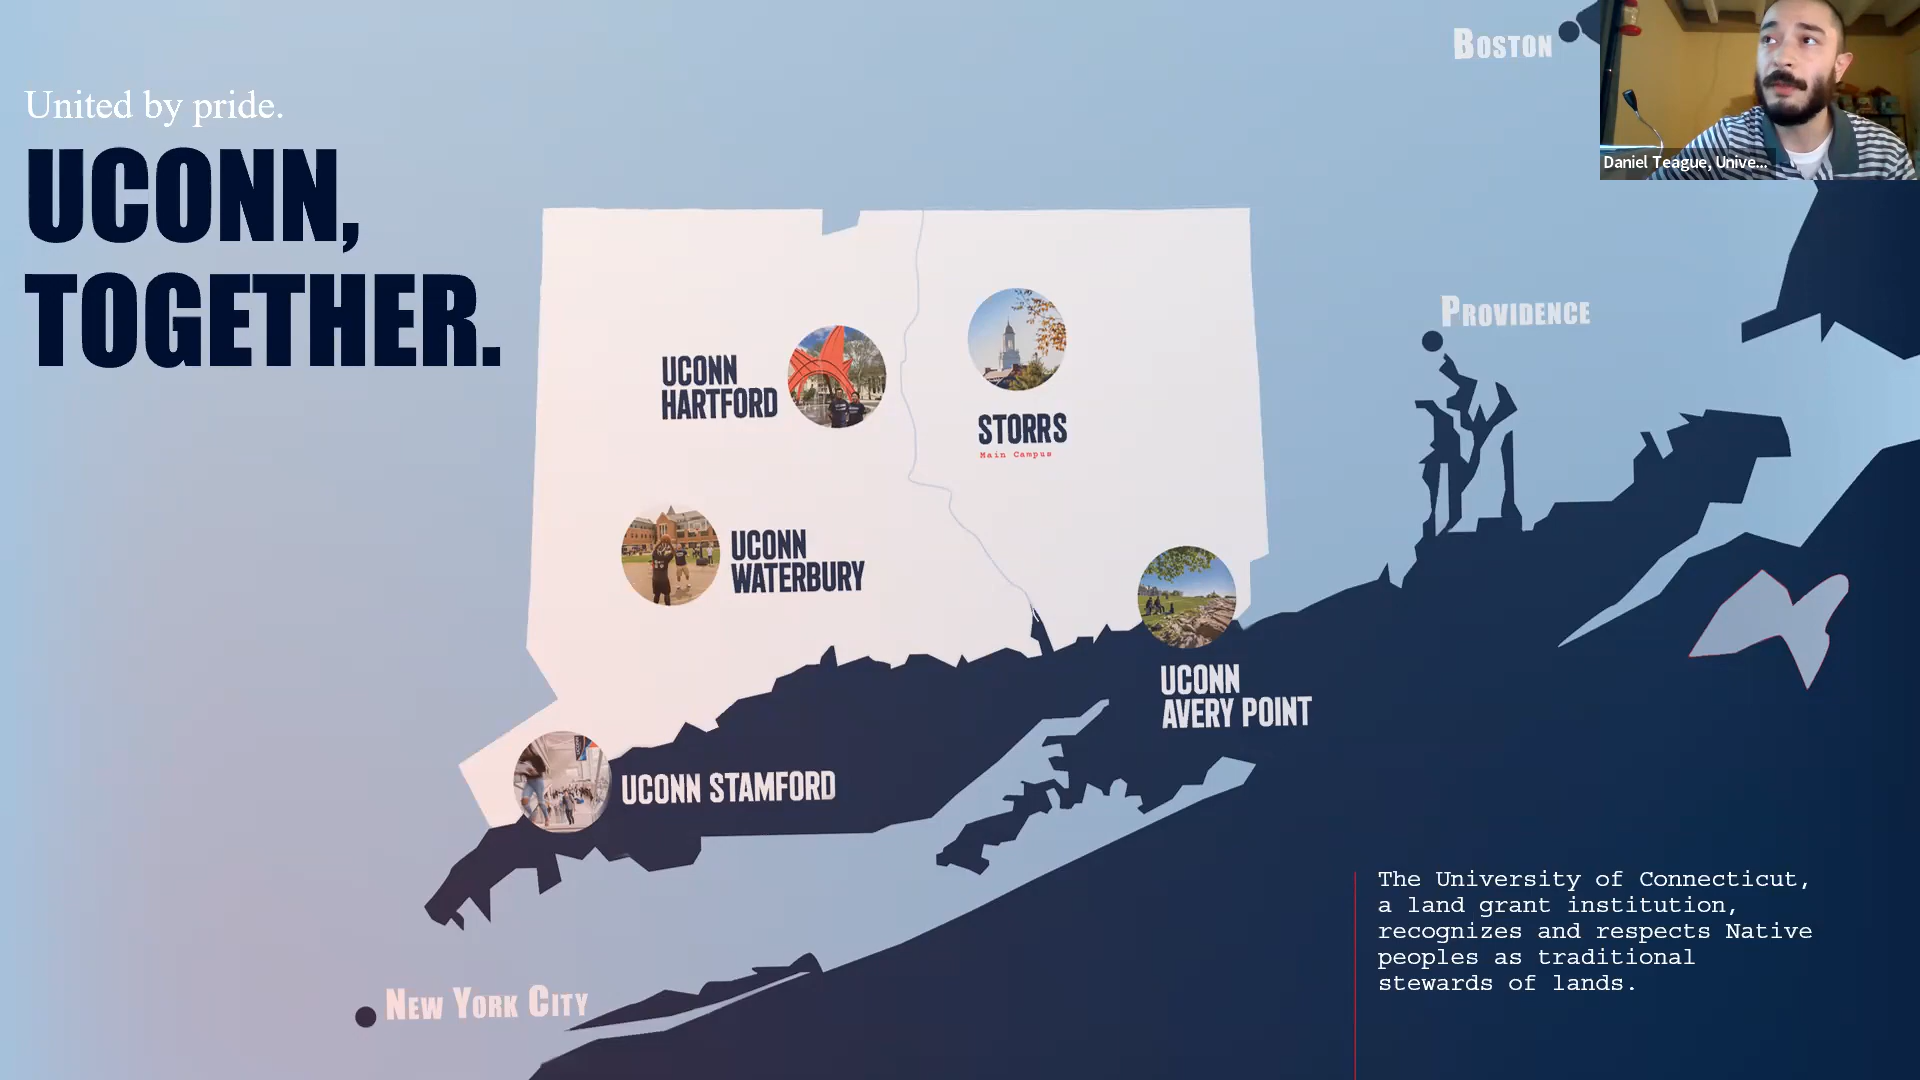 United by pride.
UCONN,
TOGETHER.
BOSTON
Daniel Teague, Unive...
PROVIDENCE
UCONN
HARTFORD
STORRS
Main Campus
UCONN
WATERBURY
UCONN
AVERY POINT
UCONN STAMFORD
NEW YORK CITY
The University of Connecticut,
a land grant institution,
recognizes and respects Native
peoples as traditional
stewards of lands.